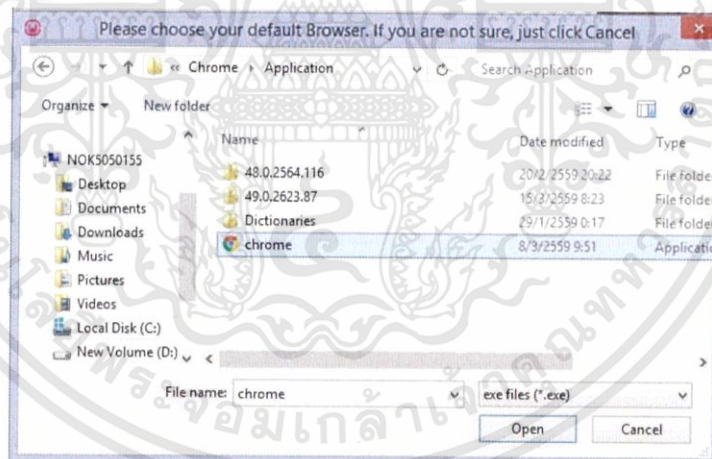 Please choose your default Browser. If you are not sure, just click Cancel
« Chrome Application Search Application
Organize New folder
Name Date modified Type
NOK5050155
Desktop
Documents
Downloads
Music
Pictures
Videos
Local Disk (C:)
New Volume (D:)
48.0.2564.116 20/2/2559 20:22 File folde
49.0.2623.87 15/3/2559 8:23 File folde
Dictionaries 29/1/2559 0:17 File folde
chrome 8/3/2559 9:51 Applicatio
File name: chrome exe files (*.exe)
Open Cancel